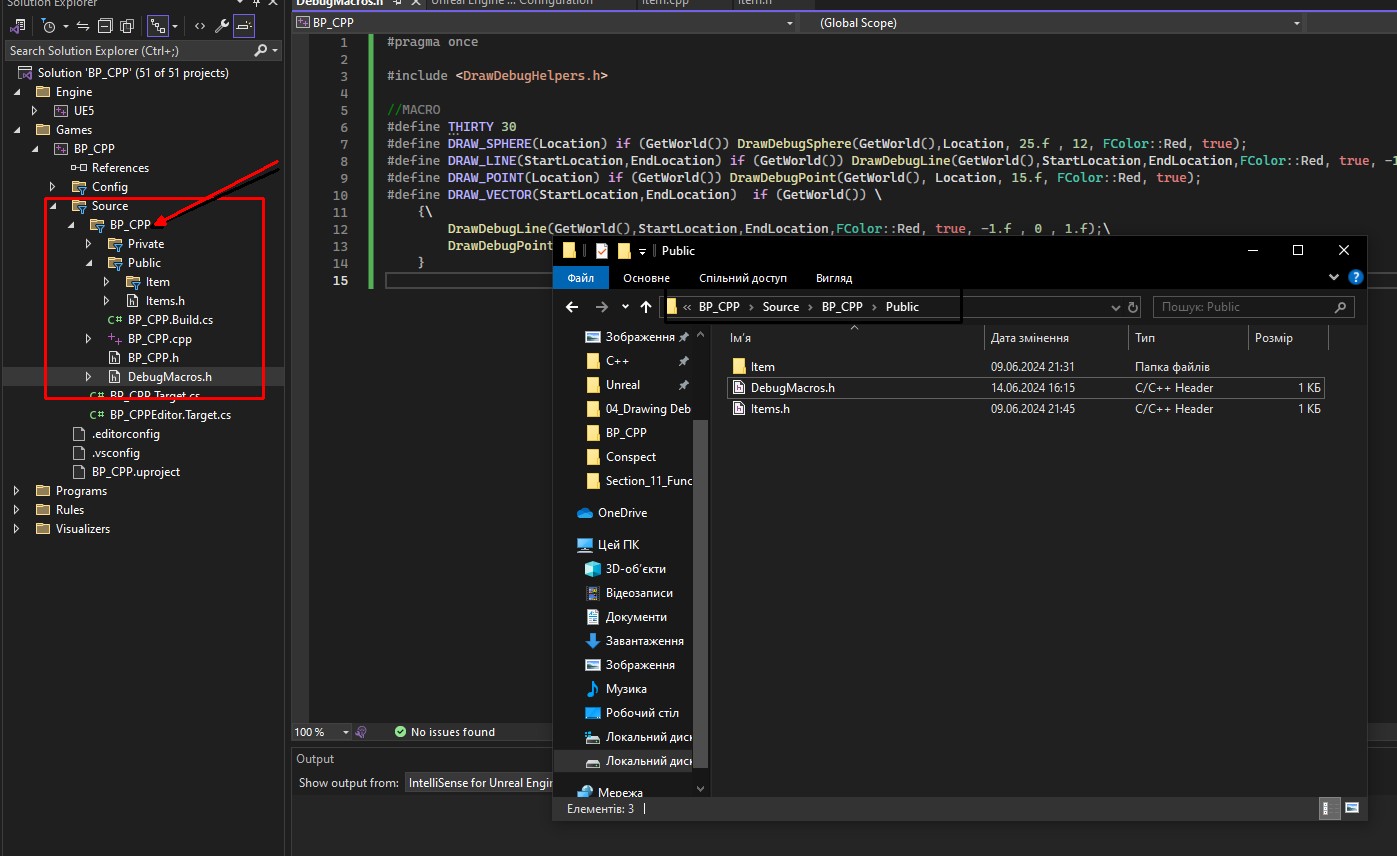 Solution Explorer
Search Solution Explorer (Ctrl+;)
Solution 'BP_CPP' (51 of 51 projects)
Engine
UE5
Games
BP_CPP
References
Config
Source
BP_CPP
Private
Public
Item
Items.h
BP_CPP.Build.cs
BP_CPP.cpp
BP_CPP.h
DebugMacros.h
BP_CPP.Target.cs
BP_CPPEditor.Target.cs
.editorconfig
.vsconfig
BP_CPP.uproject
Programs
Rules
Visualizers
DebugMacros.h
Unreal Engine ... Configuration
Item.cpp
Item.h
BP_CPP
(Global Scope)
1 #pragma once
2
3 #include <DrawDebugHelpers.h>
4
5 //MACRO
6 #define THIRTY 30
7 #define DRAW_SPHERE(Location) if (GetWorld()) DrawDebugSphere(GetWorld(),Location, 25.f , 12, FColor::Red, true);
8 #define DRAW_LINE(StartLocation,EndLocation) if (GetWorld()) DrawDebugLine(GetWorld(),StartLocation,EndLocation,FColor::Red, true, -1
9 #define DRAW_POINT(Location) if (GetWorld()) DrawDebugPoint(GetWorld(), Location, 15.f, FColor::Red, true);
10 #define DRAW_VECTOR(StartLocation,EndLocation)  if (GetWorld()) \
11 {\
12 DrawDebugLine(GetWorld(),StartLocation,EndLocation,FColor::Red, true, -1.f , 0 , 1.f);\
13 DrawDebugPoint
14 }
15
100 %
No issues found
Output
Show output from: IntelliSense for Unreal Engin
Public
Файл Основне Спільний доступ Вигляд
« BP_CPP › Source › BP_CPP › Public
Пошук: Public
Зображення
C++
Unreal
04_Drawing Deb
BP_CPP
Conspect
Section_11_Func
OneDrive
Цей ПК
3D-об'єкти
Відеозаписи
Документи
Завантаження
Зображення
Музика
Робочий стіл
Локальний диск
Локальний диск
Мережа
Ім'я Дата змінення Тип Розмір
Item 09.06.2024 21:31 Папка файлів
DebugMacros.h 14.06.2024 16:15 C/C++ Header 1 КБ
Items.h 09.06.2024 21:45 C/C++ Header 1 КБ
Елементів: 3